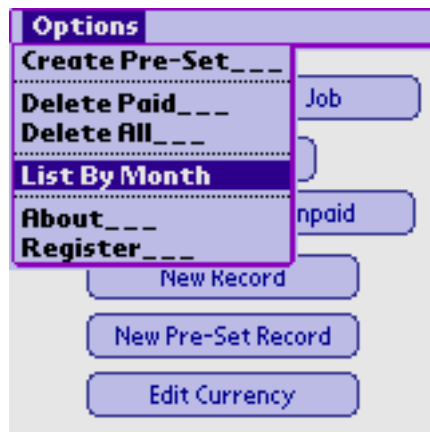 Options
Create Pre-Set___
Delete Paid___
Job
Delete All___
List By Month
About___
npaid
Register___
New Record
New Pre-Set Record
Edit Currency